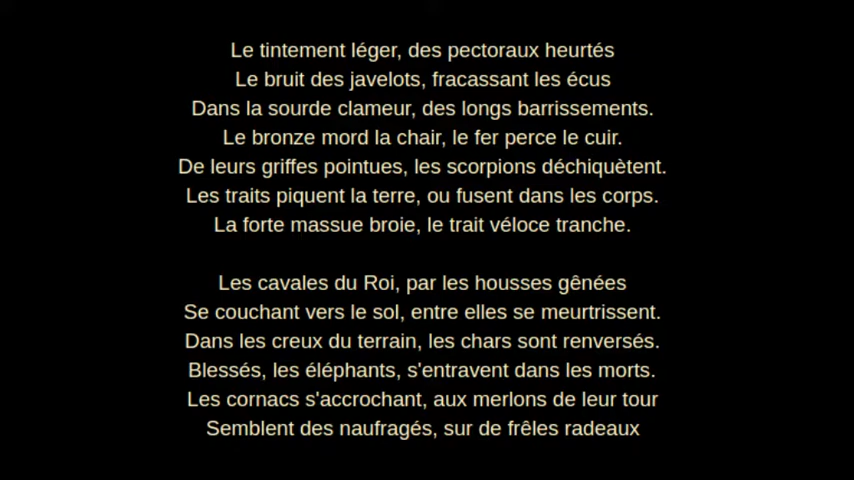 Le tintement léger, des pectoraux heurtés
Le bruit des javelots, fracassant les écus
Dans la sourde clameur, des longs barrissements.
Le bronze mord la chair, le fer perce le cuir.
De leurs griffes pointues, les scorpions déchiquètent.
Les traits piquent la terre, ou fusent dans les corps.
La forte massue broie, le trait véloce tranche.

Les cavales du Roi, par les housses gênées
Se couchant vers le sol, entre elles se meurtrissent.
Dans les creux du terrain, les chars sont renversés.
Blessés, les éléphants, s'entravent dans les morts.
Les cornacs s'accrochant, aux merlons de leur tour
Semblent des naufragés, sur de frêles radeaux